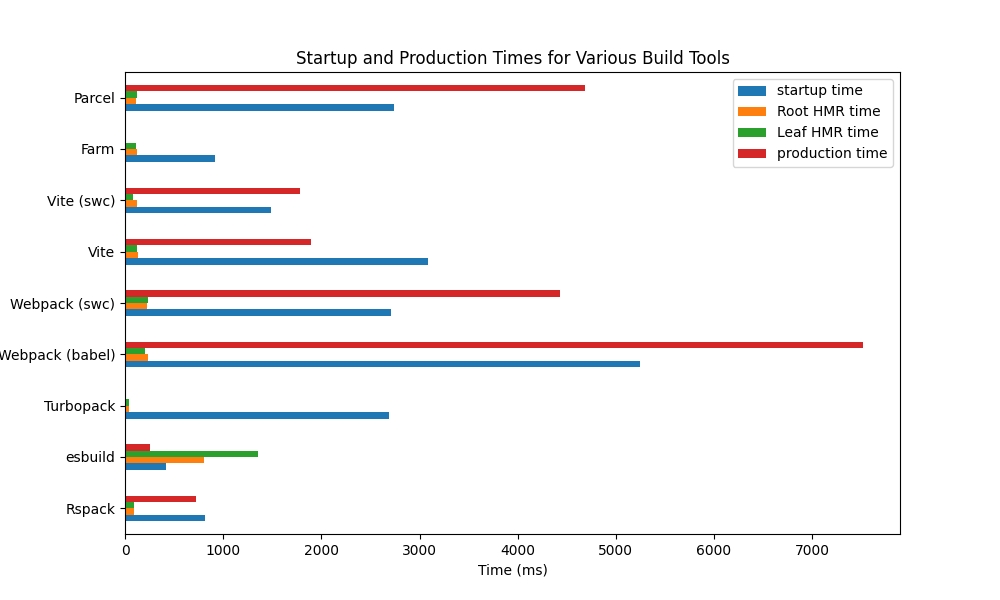 Startup and Production Times for Various Build Tools
startup time
Root HMR time
Leaf HMR time
production time
Parcel
Farm
Vite (swc)
Vite
Webpack (swc)
Webpack (babel)
Turbopack
esbuild
Rspack
0 1000 2000 3000 4000 5000 6000 7000
Time (ms)